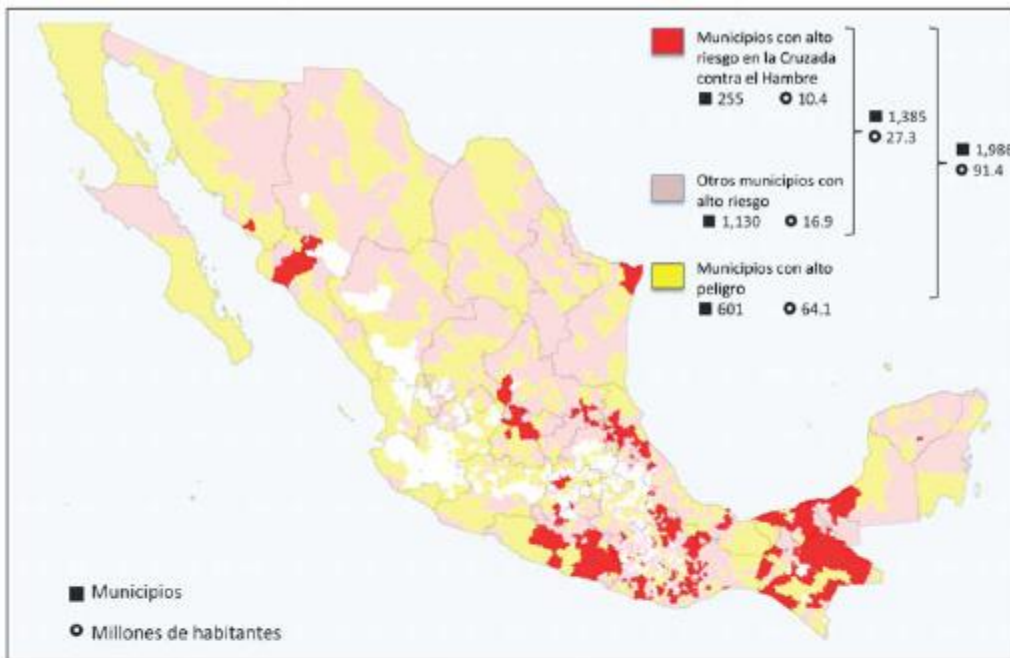 Municipios con alto
riesgo en la Cruzada
contra el Hambre
■ 255 O 10.4
■ 1,385
O 27.3
■ 1,986
O 91.4
Otros municipios con
alto riesgo
■ 1,130 O 16.9
Municipios con alto
peligro
■ 601 O 64.1
■ Municipios
O Millones de habitantes